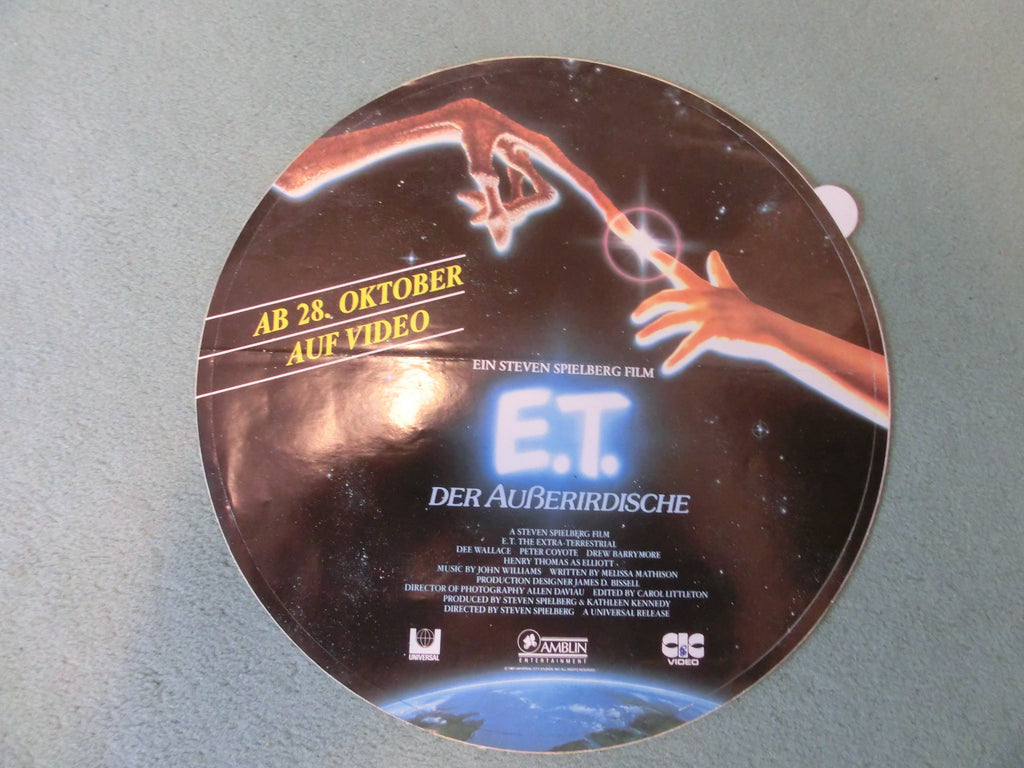 AB 28. OKTOBER
AUF VIDEO
EIN STEVEN SPIELBERG FILM
E.T.
DER AUßERIRDISCHE
A STEVEN SPIELBERG FILM
E.T. THE EXTRA-TERRESTRIAL
DEE WALLACE PETER COYOTE DREW BARRYMORE
HENRY THOMAS AS ELLIOTT
MUSIC BY JOHN WILLIAMS WRITTEN BY MELISSA MATHISON
PRODUCTION DESIGNER JAMES D. BISSELL
DIRECTOR OF PHOTOGRAPHY ALLEN DAVIAU EDITED BY CAROL LITTLETON
PRODUCED BY STEVEN SPIELBERG & KATHLEEN KENNEDY
DIRECTED BY STEVEN SPIELBERG A UNIVERSAL RELEASE
UNIVERSAL
AMBLIN
ENTERTAINMENT
CIC
&
VIDEO